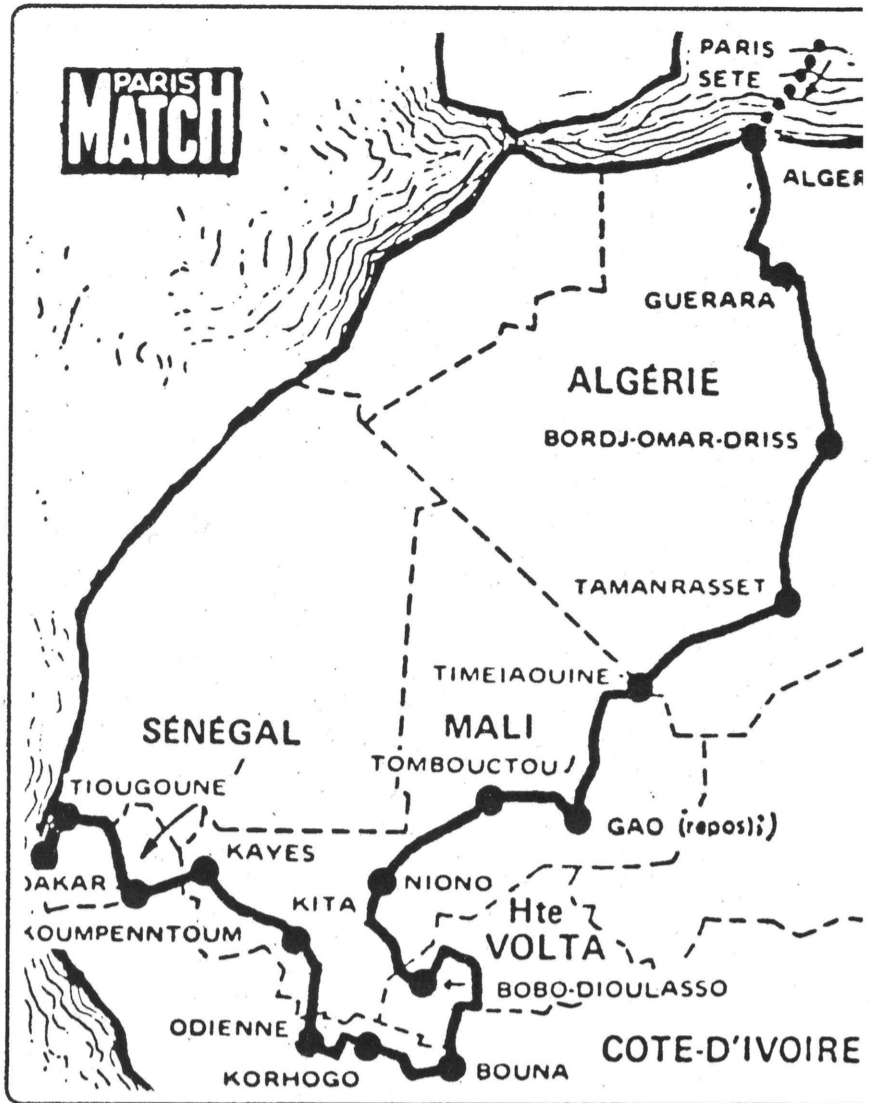 PARIS
MATCH
PARIS
SETE
ALGER
GUERARA
ALGÉRIE
BORDJ-OMAR-DRISS
TAMANRASSET
TIMEIAOUINE
SÉNÉGAL
MALI
TOMBOUCTOU
TIOUGOUNE
GAO (repos);)
KAYES
DAKAR
NIONO
KITA
Hte
VOLTA
KOUMPENNTOUM
BOBO-DIOULASSO
ODIENNE
COTE-D'IVOIRE
KORHOGO
BOUNA